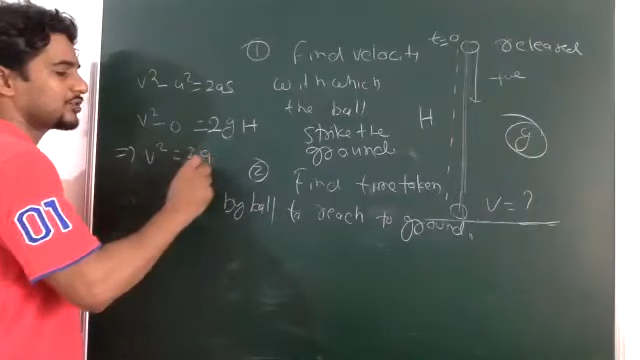 v² - u² = 2as
v² - 0 = 2gH
=> v² = 2g
① Find velocity
with which
the ball
strike the
ground
② Find time taken
by ball to reach to ground.
t=0
released
+ve
H
g
v = ?
01